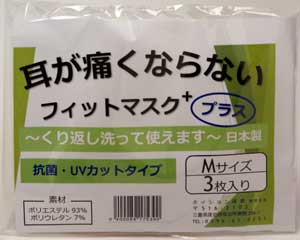 耳が痛くならない
フィットマスク+ プラス
〜くり返し洗って使えます〜 日本製
抗菌・UVカットタイプ
Mサイズ
3枚入り
素材
ポリエステル 93%
ポリウレタン 7%